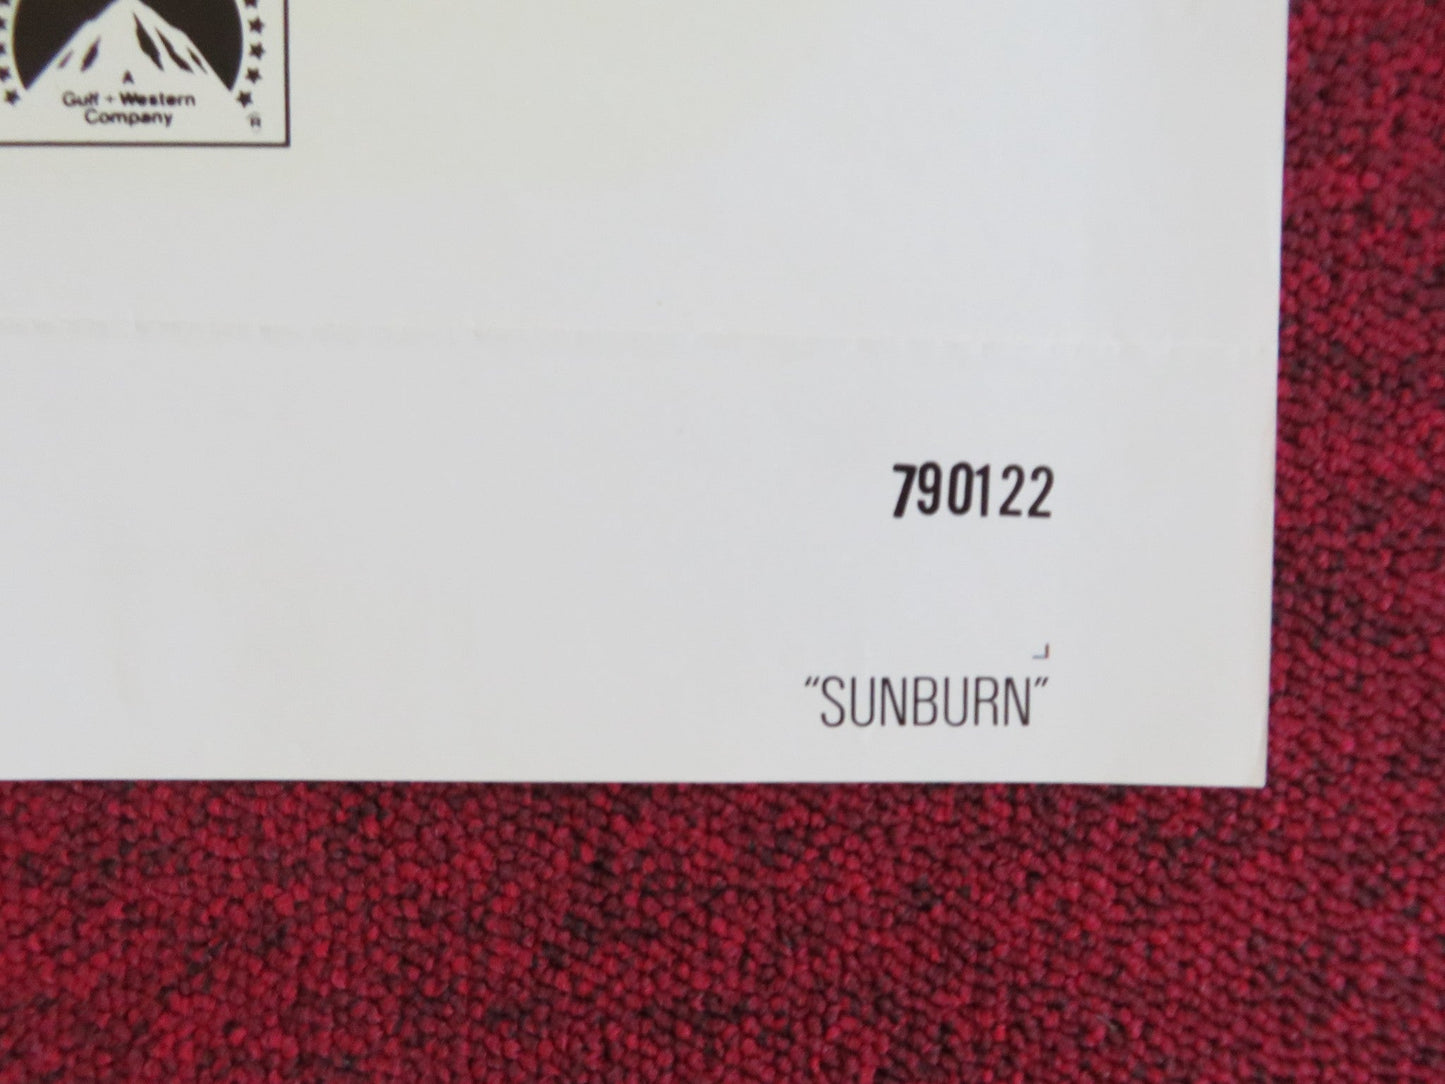 A
Gulf + Western
Company
R
790122
"SUNBURN"